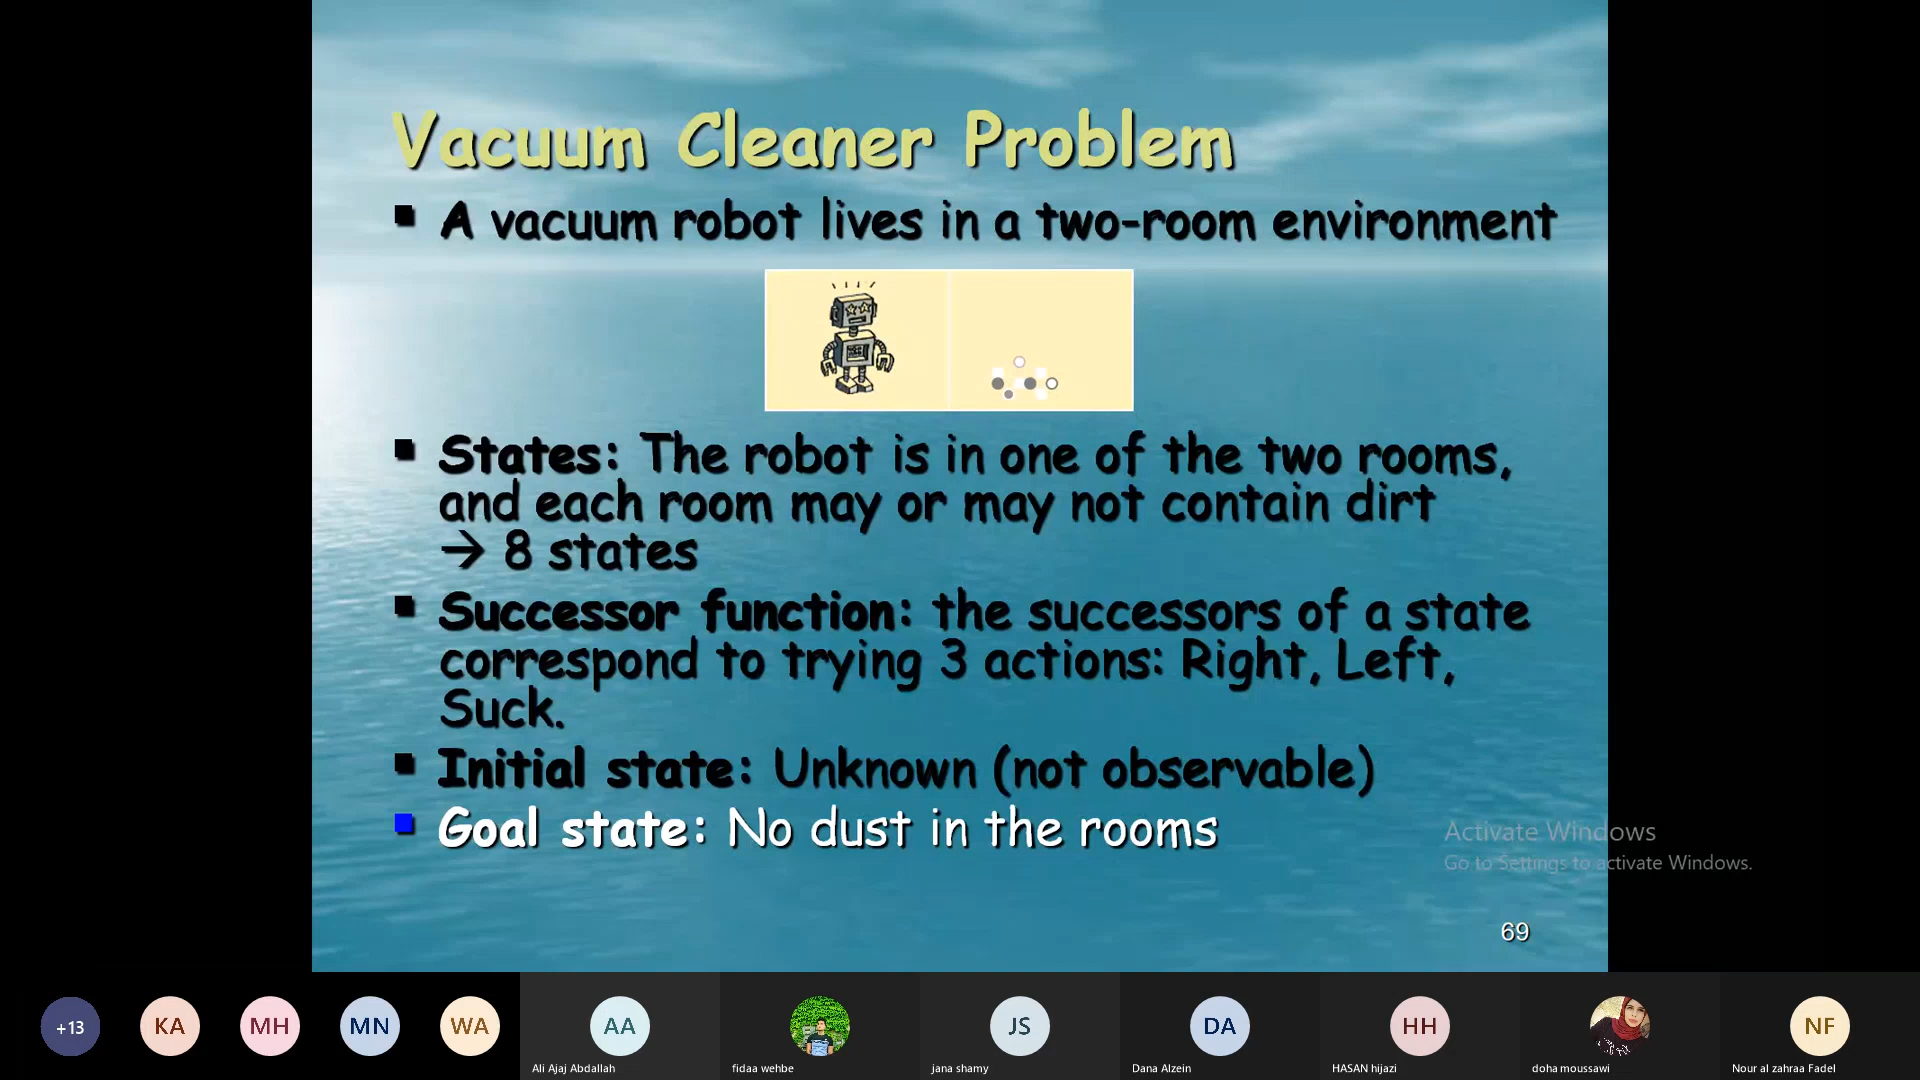 Vacuum Cleaner Problem
A vacuum robot lives in a two-room environment
States: The robot is in one of the two rooms,
and each room may or may not contain dirt
→ 8 states
Successor function: the successors of a state
correspond to trying 3 actions: Right, Left,
Suck.
Initial state: Unknown (not observable)
Goal state: No dust in the rooms
Activate Windows
Go to Settings to activate Windows.
69
+13
KA
MH
MN
WA
AA
JS
DA
HH
NF
Ali Ajaj Abdallah
fidaa wehbe
jana shamy
Dana Alzein
HASAN hijazi
doha moussawi
Nour al zahraa Fadel